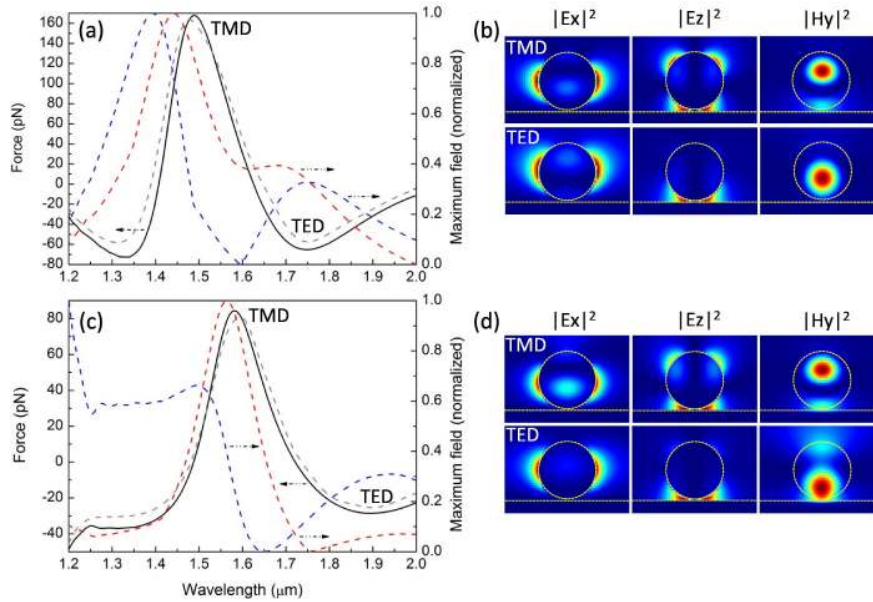 (a)
TMD
TED
Force (pN)
160
140
120
100
80
60
40
20
0
-20
-40
-60
-80
1.2 1.3 1.4 1.5 1.6 1.7 1.8 1.9 2.0
1.0
0.8
0.6
0.4
0.2
0.0
Maximum field (normalized)
(b)
|Ex|² |Ez|² |Hy|²
TMD
TED
(c)
TMD
TED
Force (pN)
80
60
40
20
0
-20
-40
1.2 1.3 1.4 1.5 1.6 1.7 1.8 1.9 2.0
Wavelength (μm)
1.0
0.8
0.6
0.4
0.2
0.0
Maximum field (normalized)
(d)
|Ex|² |Ez|² |Hy|²
TMD
TED